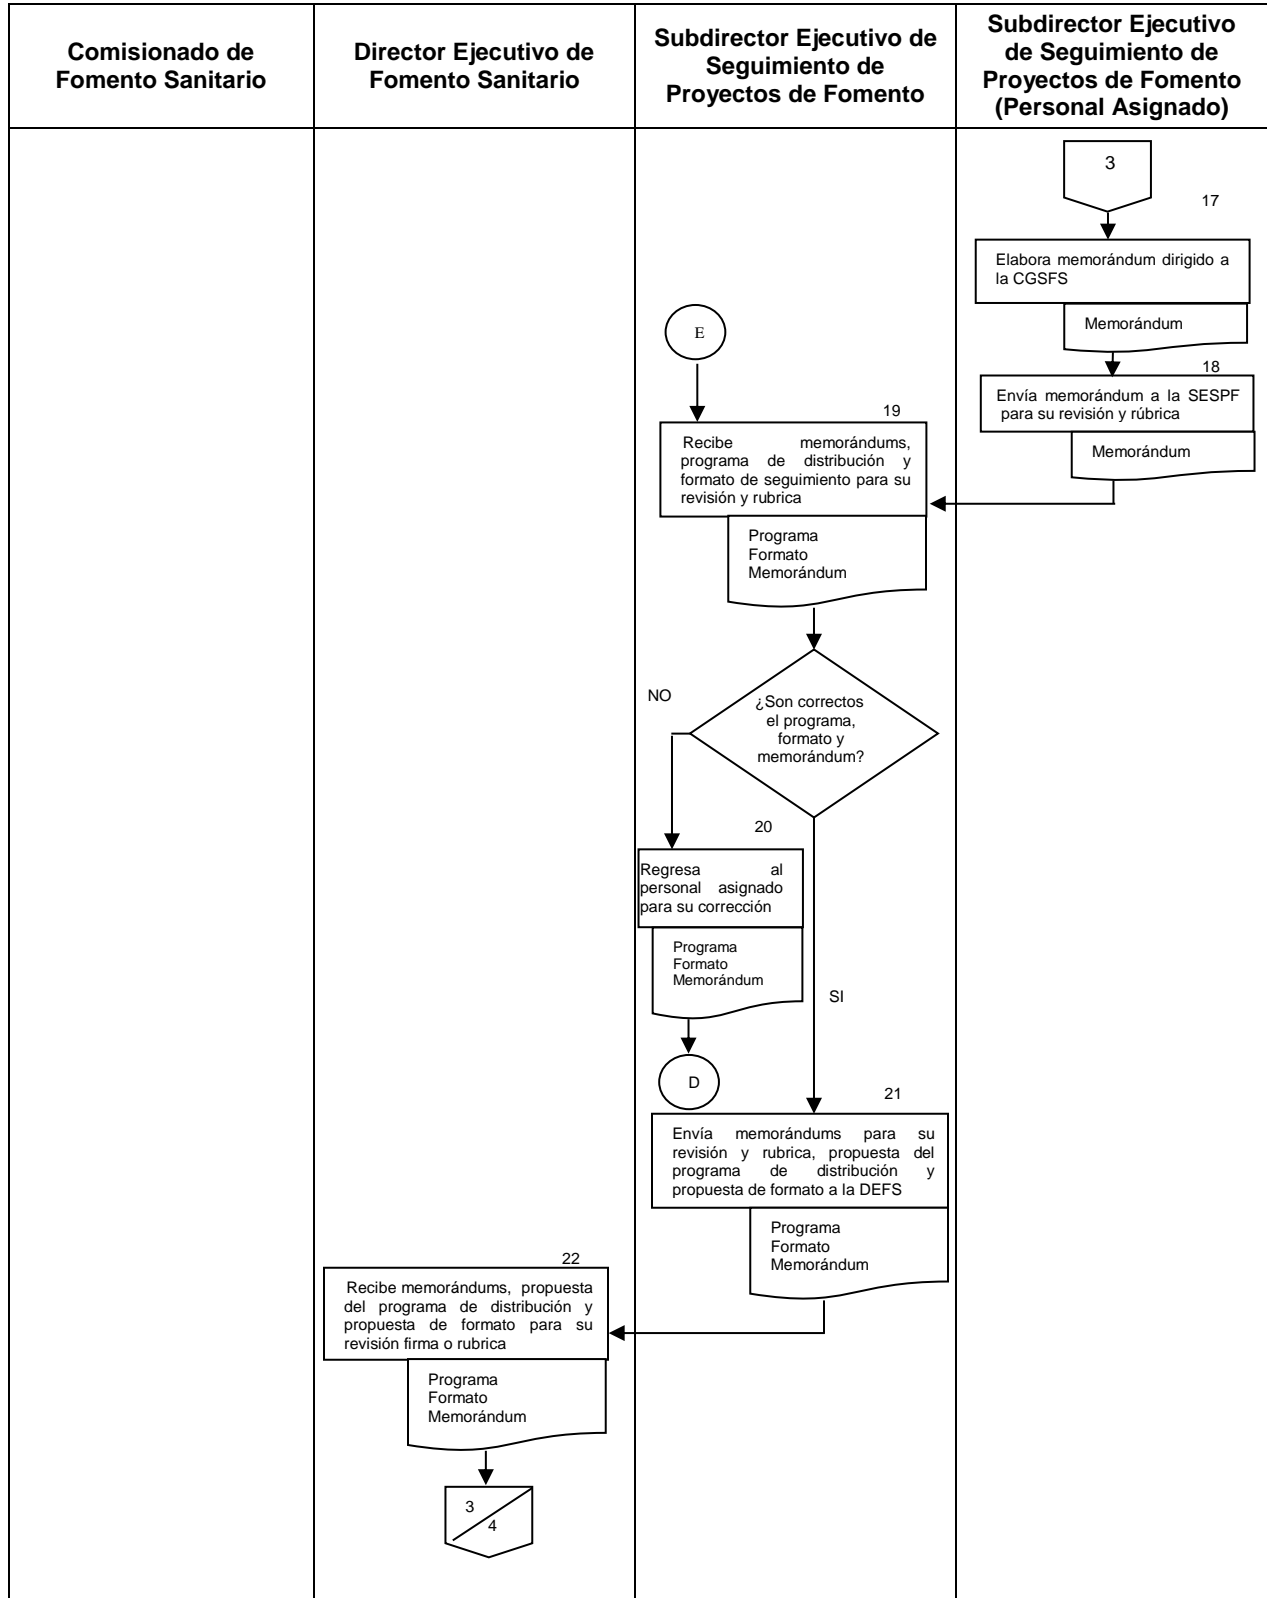 Comisionado de
Fomento Sanitario
Director Ejecutivo de
Fomento Sanitario
Subdirector Ejecutivo de
Seguimiento de
Proyectos de Fomento
Subdirector Ejecutivo
de Seguimiento de
Proyectos de Fomento
(Personal Asignado)
3
17
Elabora memorándum dirigido a
la CGSFS
Memorándum
18
Envía memorándum a la SESPF
para su revisión y rúbrica
Memorándum
E
19
Recibe memorándums,
programa de distribución y
formato de seguimiento para su
revisión y rubrica
Programa
Formato
Memorándum
¿Son correctos
el programa,
formato y
memorándum?
NO
20
Regresa al
personal asignado
para su corrección
Programa
Formato
Memorándum
SI
D
21
Envía memorándums para su
revisión y rubrica, propuesta del
programa de distribución y
propuesta de formato a la DEFS
Programa
Formato
Memorándum
22
Recibe memorándums, propuesta
del programa de distribución y
propuesta de formato para su
revisión firma o rubrica
Programa
Formato
Memorándum
3
4